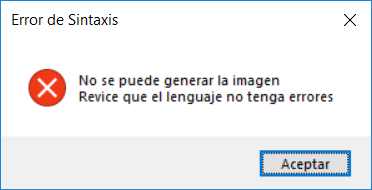 Error de Sintaxis
No se puede generar la imagen
Revice que el lenguaje no tenga errores
Aceptar